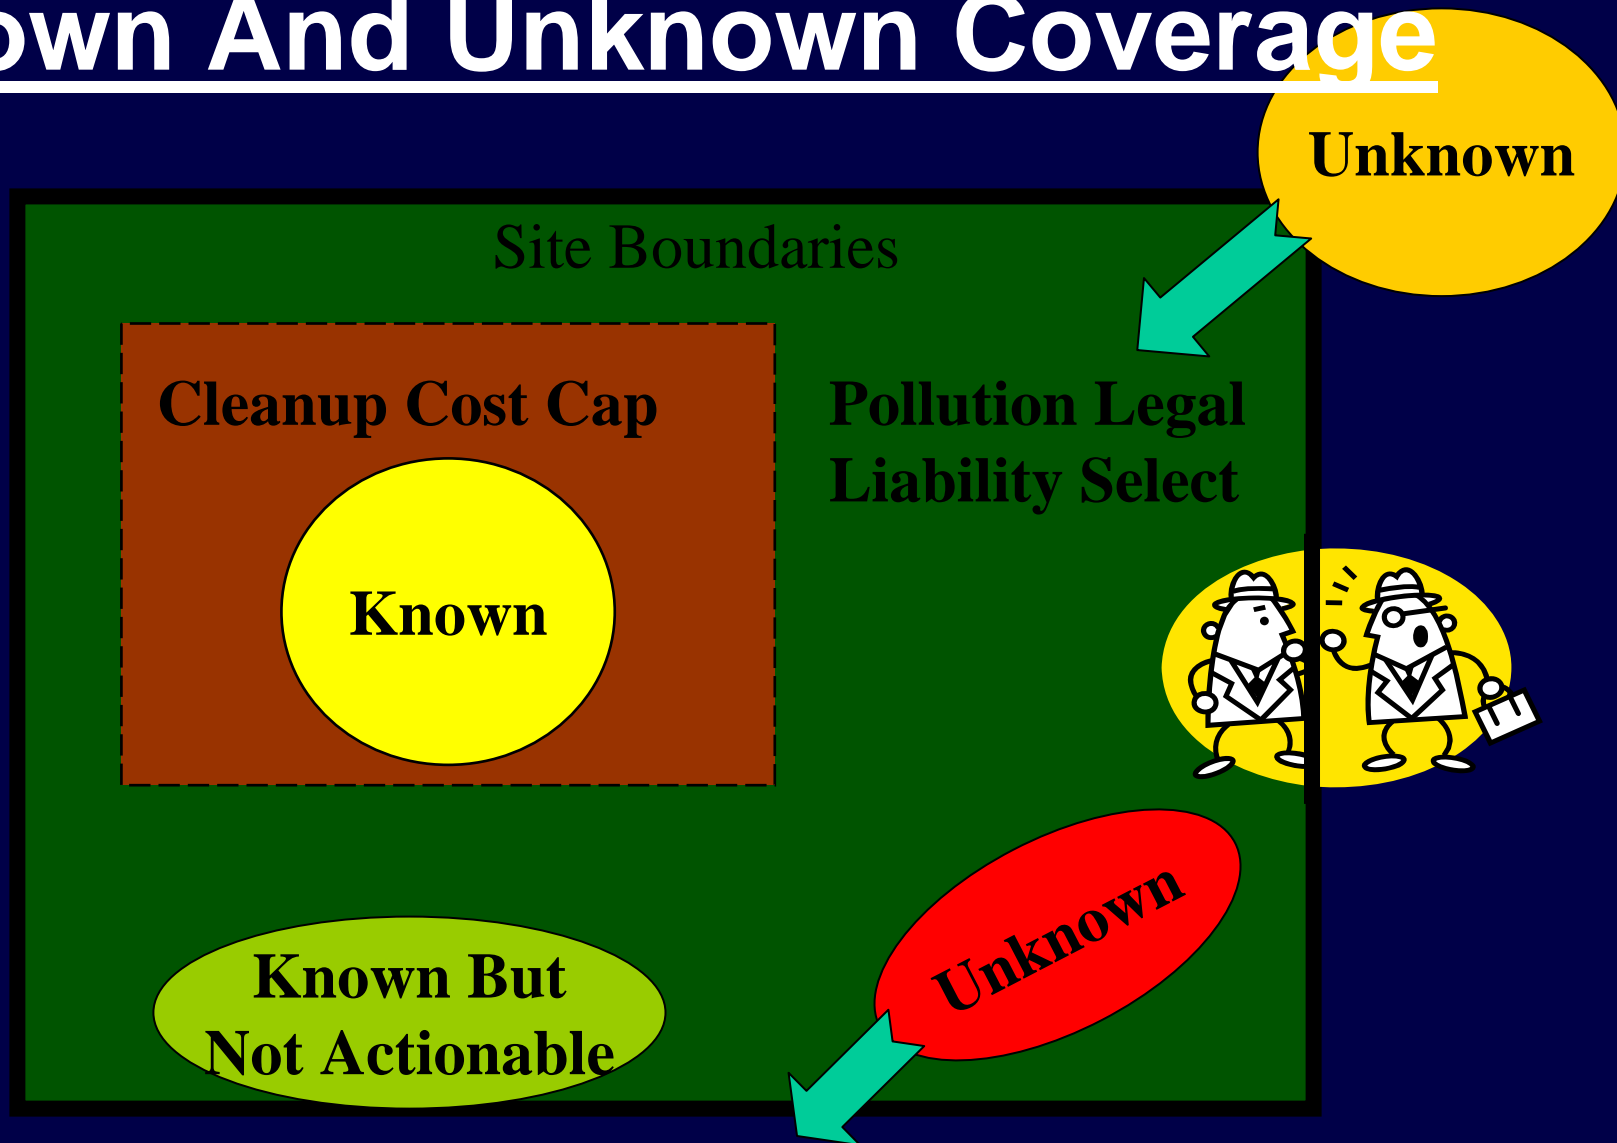 own And Unknown Coverage
Unknown
Site Boundaries
Cleanup Cost Cap
Pollution Legal
Liability Select
Known
Unknown
Known But
Not Actionable